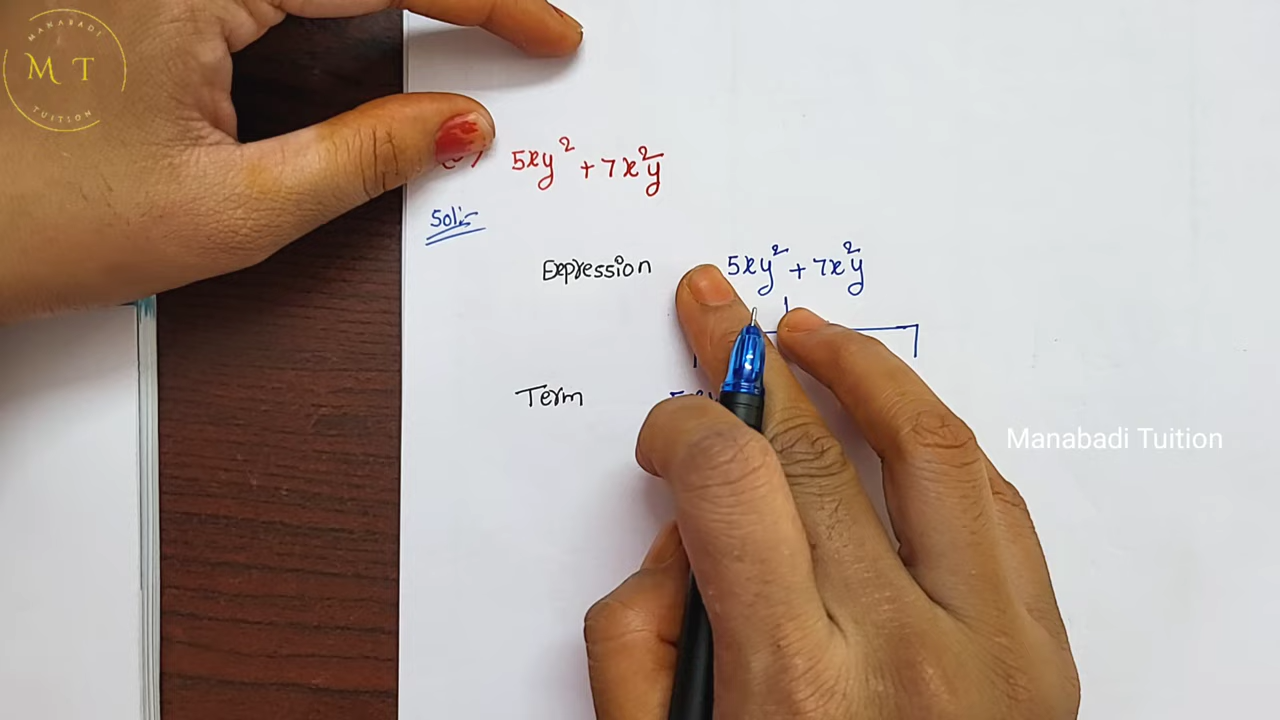 MANABADI
M T
TUITION
5xy² + 7x²y
Sol:-
Expression 5xy² + 7x²y
Term
Manabadi Tuition